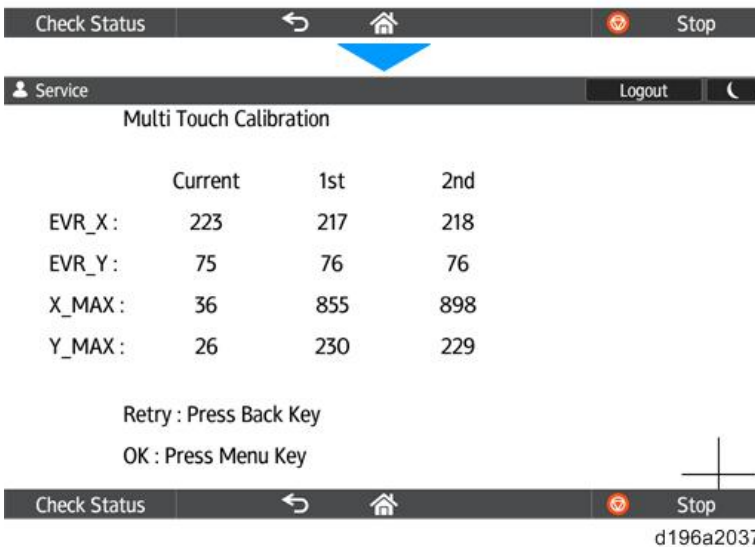 Check Status Stop
Service Logout
Multi Touch Calibration
Current 1st 2nd
EVR_X : 223 217 218
EVR_Y : 75 76 76
X_MAX : 36 855 898
Y_MAX : 26 230 229
Retry : Press Back Key
OK : Press Menu Key
Check Status Stop
d196a2037